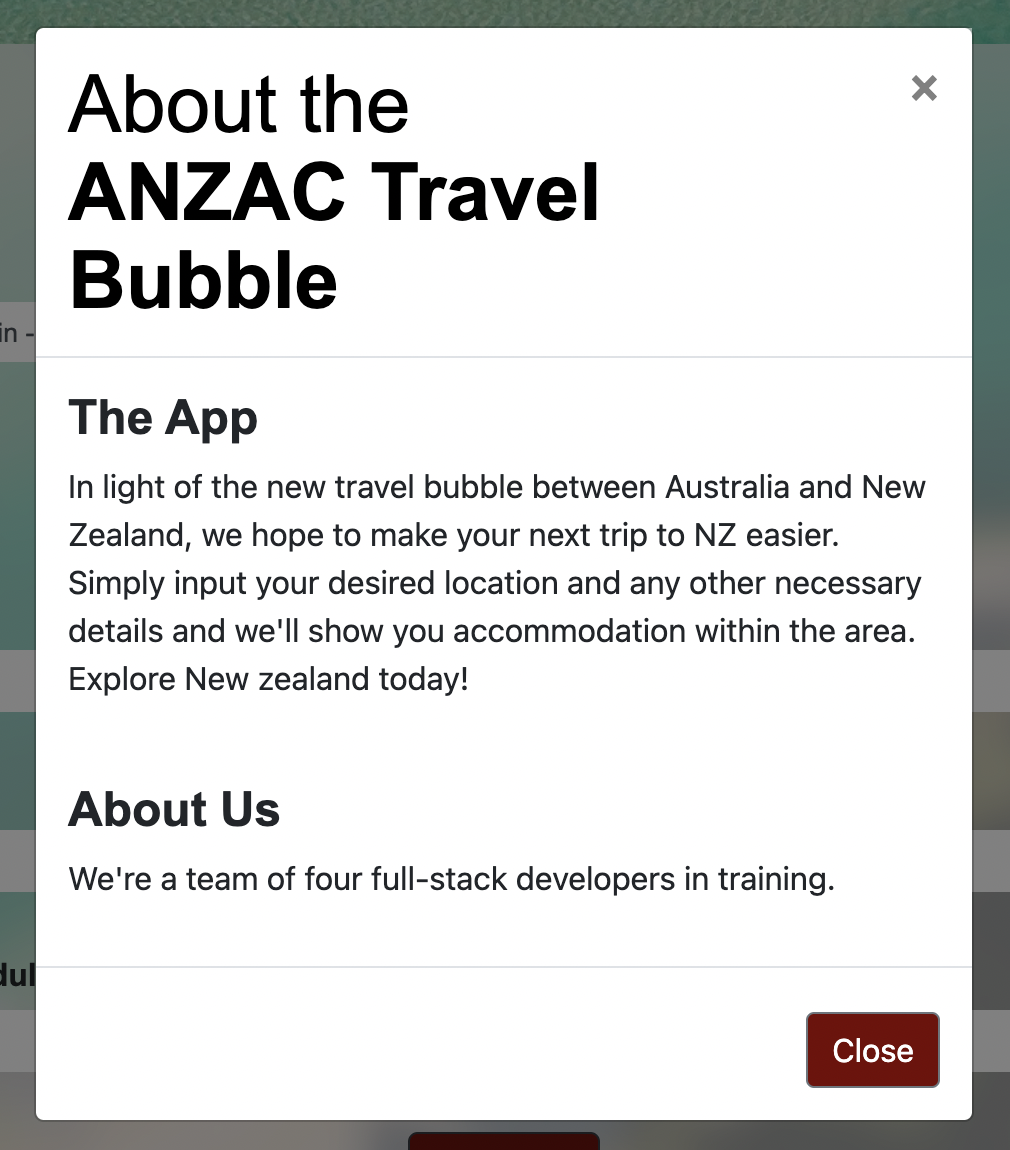 About the
×
ANZAC Travel
Bubble
in -
The App
In light of the new travel bubble between Australia and New
Zealand, we hope to make your next trip to NZ easier.
Simply input your desired location and any other necessary
details and we'll show you accommodation within the area.
Explore New zealand today!
About Us
We're a team of four full-stack developers in training.
Close